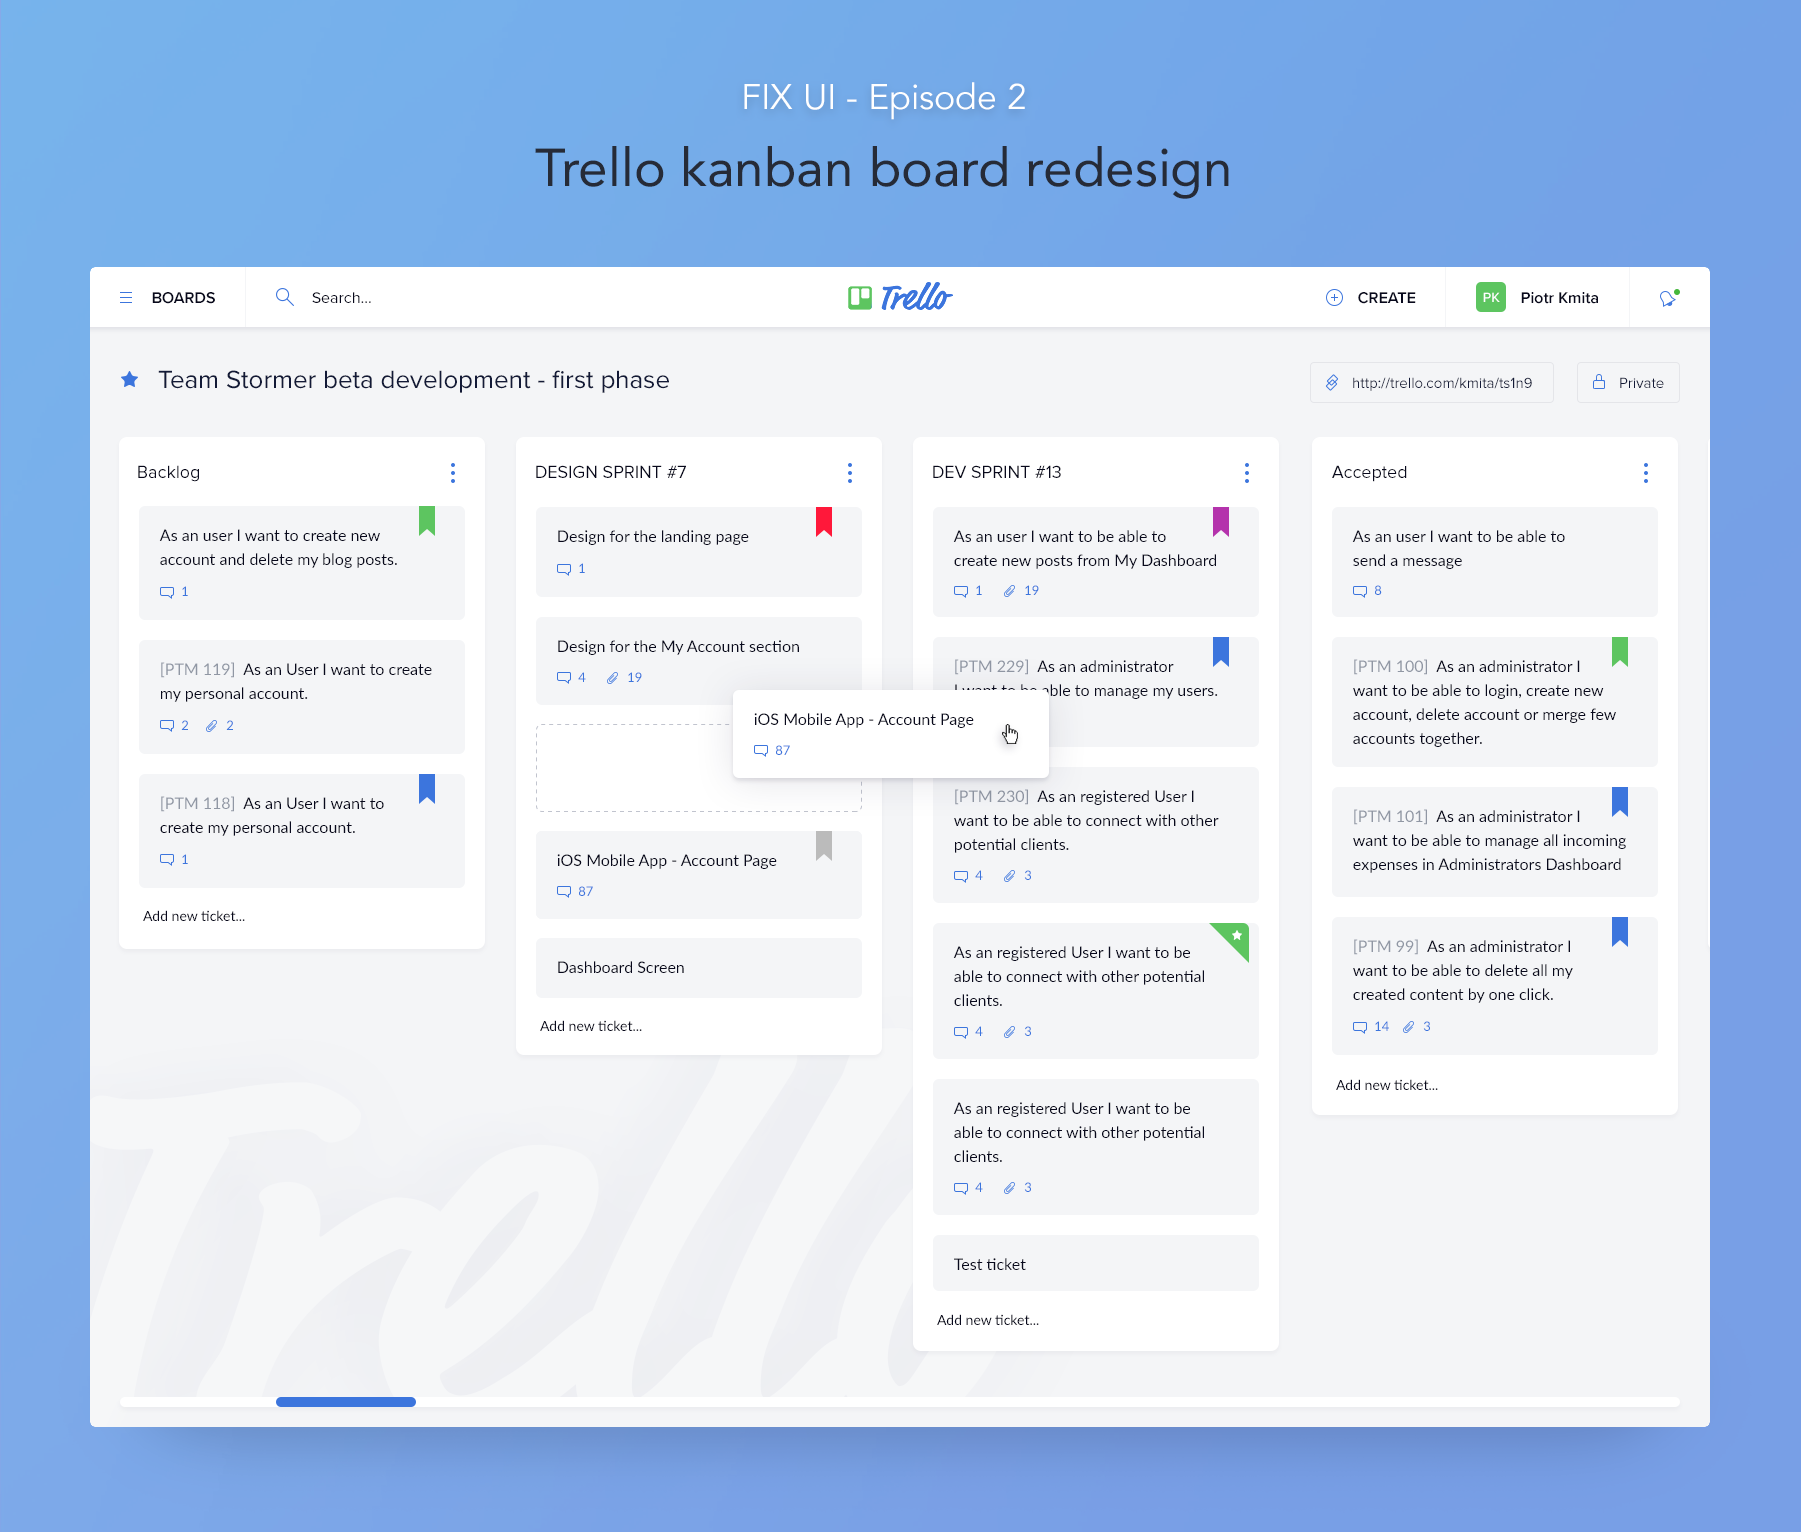 FIX UI - Episode 2
Trello kanban board redesign
BOARDS
Search...
Trello
CREATE
PK
Piotr Kmita
Team Stormer beta development - first phase
http://trello.com/kmita/ts1n9
Private
Backlog
As an user I want to create new
account and delete my blog posts.
1
[PTM 119] As an User I want to create
my personal account.
2 2
[PTM 118] As an User I want to
create my personal account.
1
Add new ticket...
DESIGN SPRINT #7
Design for the landing page
1
Design for the My Account section
4 19
iOS Mobile App - Account Page
87
iOS Mobile App - Account Page
87
Dashboard Screen
Add new ticket...
DEV SPRINT #13
As an user I want to be able to
create new posts from My Dashboard
1 19
[PTM 229] As an administrator
I want to be able to manage my users.
[PTM 230] As an registered User I
want to be able to connect with other
potential clients.
4 3
As an registered User I want to be
able to connect with other potential
clients.
4 3
As an registered User I want to be
able to connect with other potential
clients.
4 3
Test ticket
Add new ticket...
Accepted
As an user I want to be able to
send a message
8
[PTM 100] As an administrator I
want to be able to login, create new
account, delete account or merge few
accounts together.
[PTM 101] As an administrator I
want to be able to manage all incoming
expenses in Administrators Dashboard
[PTM 99] As an administrator I
want to be able to delete all my
created content by one click.
14 3
Add new ticket...
Trello